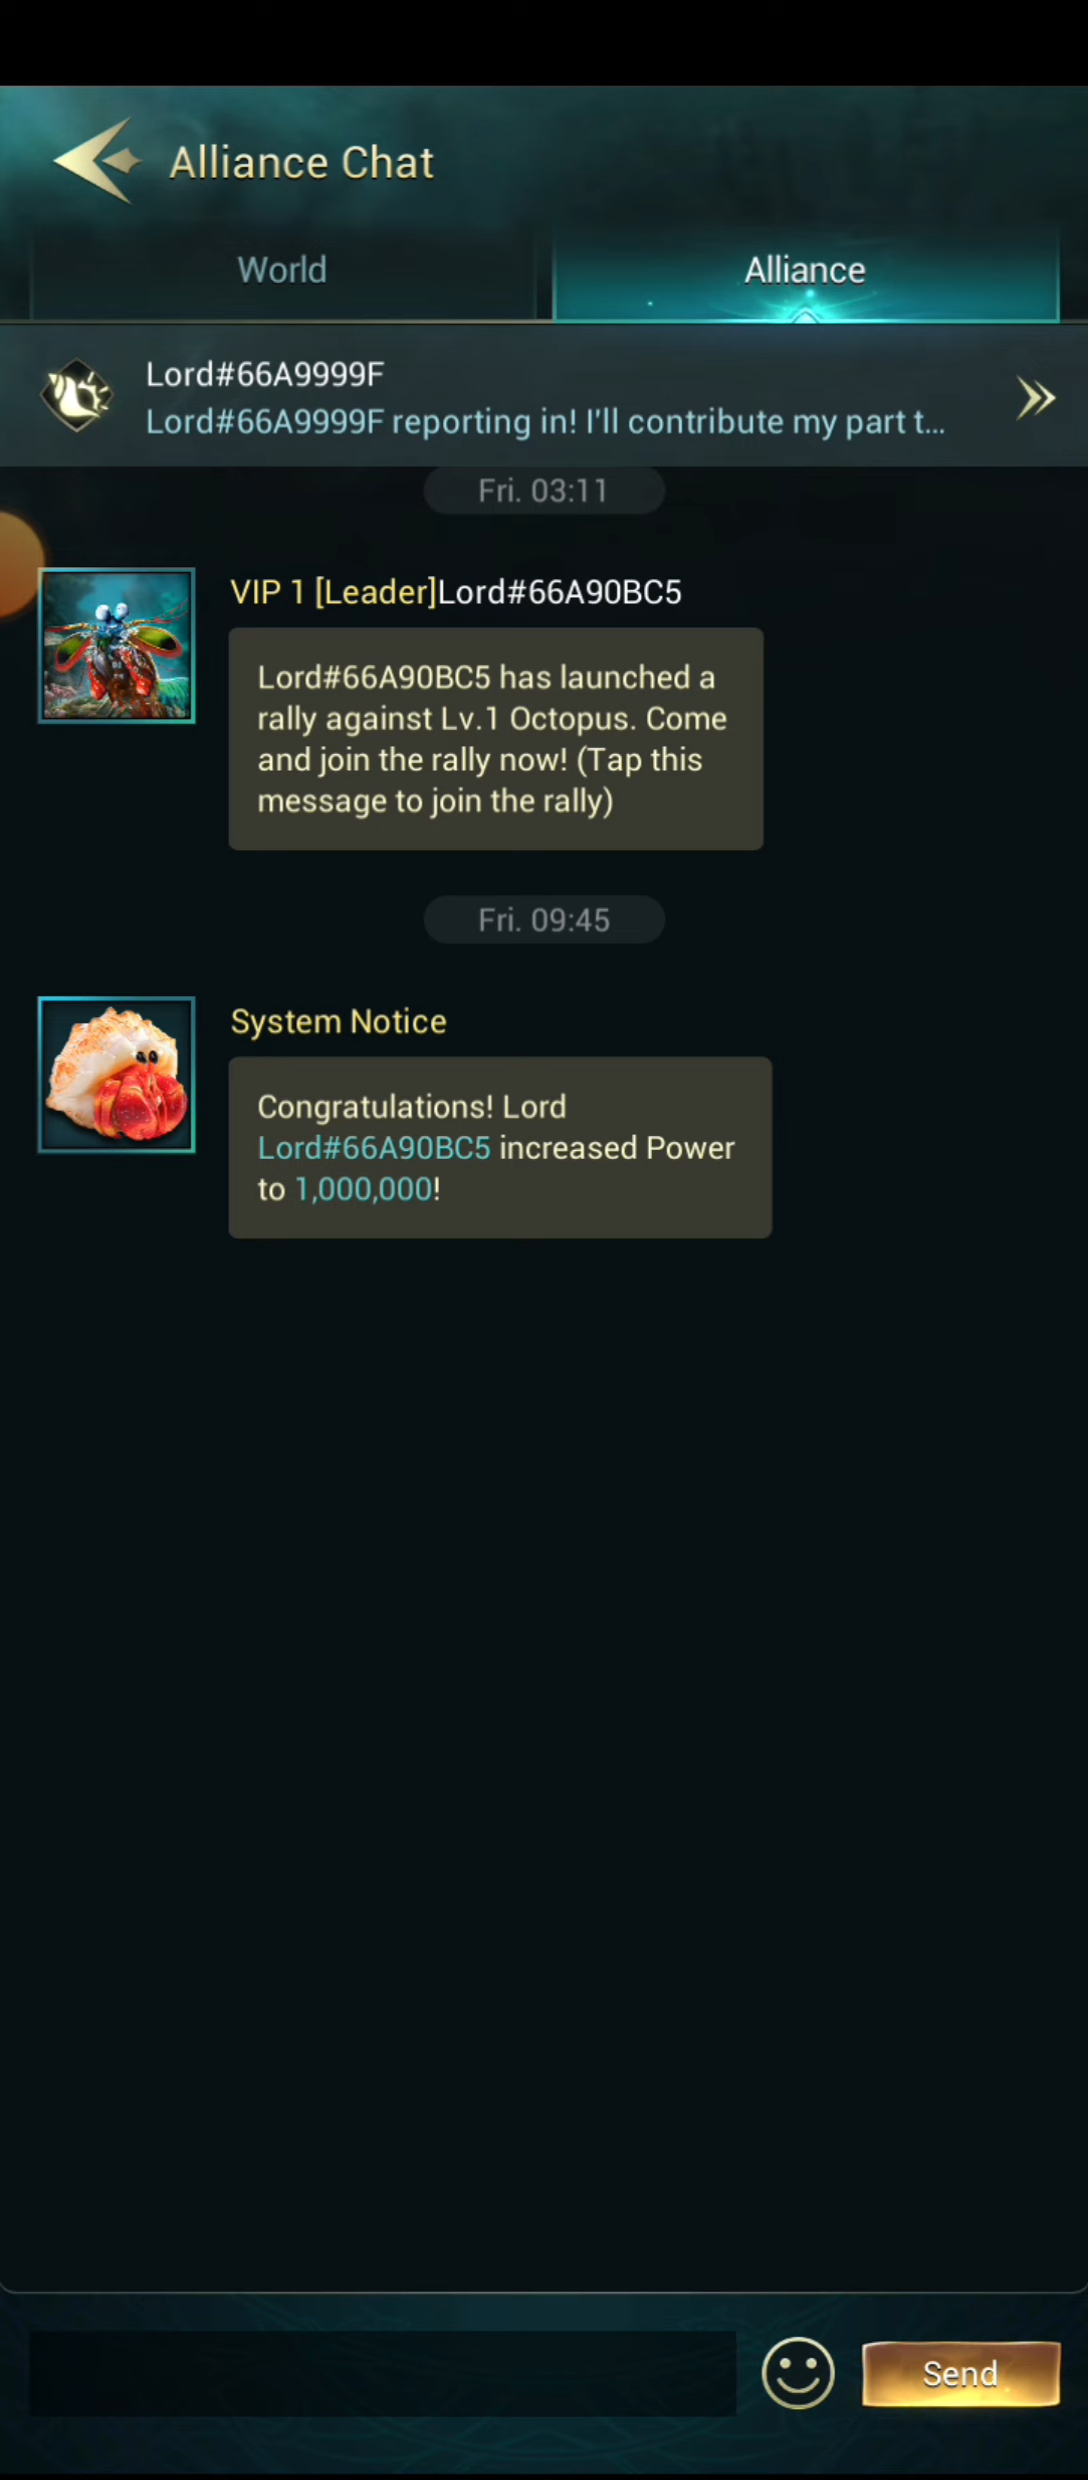 Alliance Chat
World
Alliance
Lord#66A9999F
Lord#66A9999F reporting in! I'll contribute my part t...
Fri. 03:11
VIP 1 [Leader]Lord#66A90BC5
Lord#66A90BC5 has launched a
rally against Lv.1 Octopus. Come
and join the rally now! (Tap this
message to join the rally)
Fri. 09:45
System Notice
Congratulations! Lord
Lord#66A90BC5 increased Power
to 1,000,000!
Send